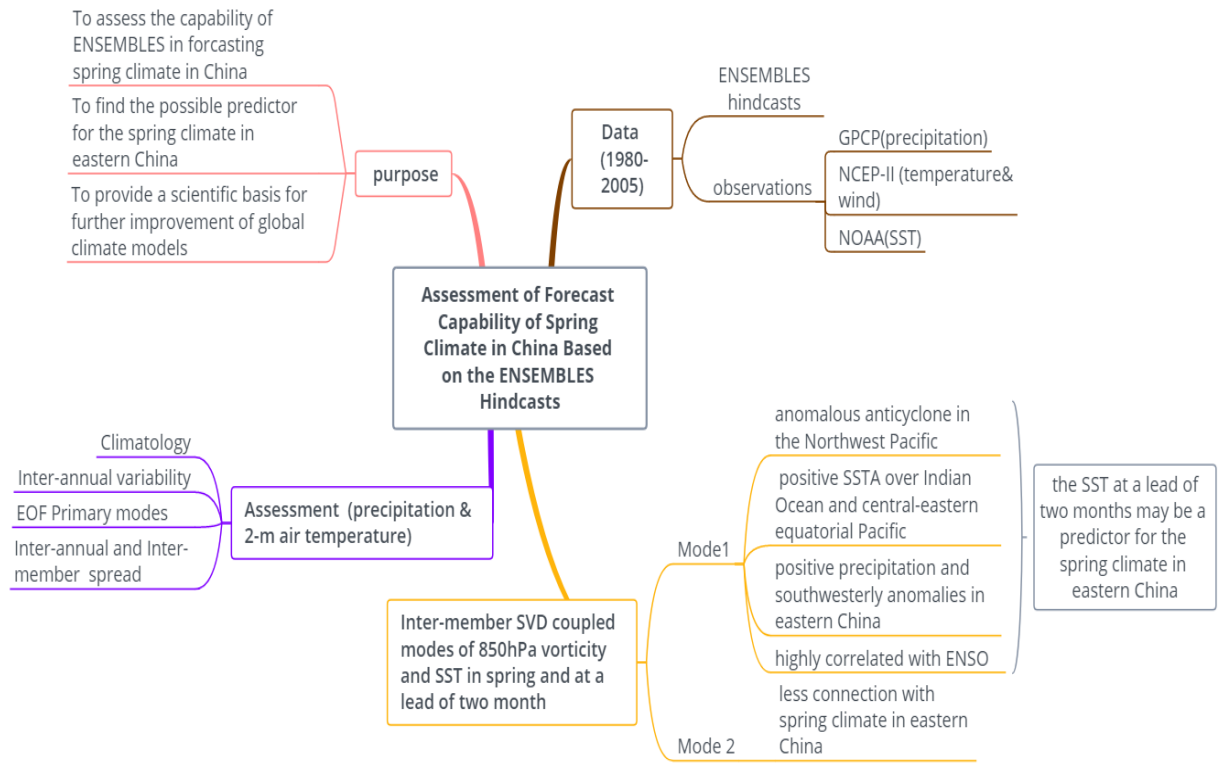 To assess the capability of
ENSEMBLES in forcasting
spring climate in China
To find the possible predictor
for the spring climate in
eastern China
To provide a scientific basis for
further improvement of global
climate models
purpose
Data
(1980-
2005)
ENSEMBLES
hindcasts
observations
GPCP(precipitation)
NCEP-II (temperature&
wind)
NOAA(SST)
Assessment of Forecast
Capability of Spring
Climate in China Based
on the ENSEMBLES
Hindcasts
Climatology
Inter-annual variability
EOF Primary modes
Inter-annual and Inter-
member spread
Assessment (precipitation &
2-m air temperature)
Inter-member SVD coupled
modes of 850hPa vorticity
and SST in spring and at a
lead of two month
Mode1
anomalous anticyclone in
the Northwest Pacific
positive SSTA over Indian
Ocean and central-eastern
equatorial Pacific
positive precipitation and
southwesterly anomalies in
eastern China
highly correlated with ENSO
the SST at a lead of
two months may be a
predictor for the
spring climate in
eastern China
Mode 2
less connection with
spring climate in eastern
China